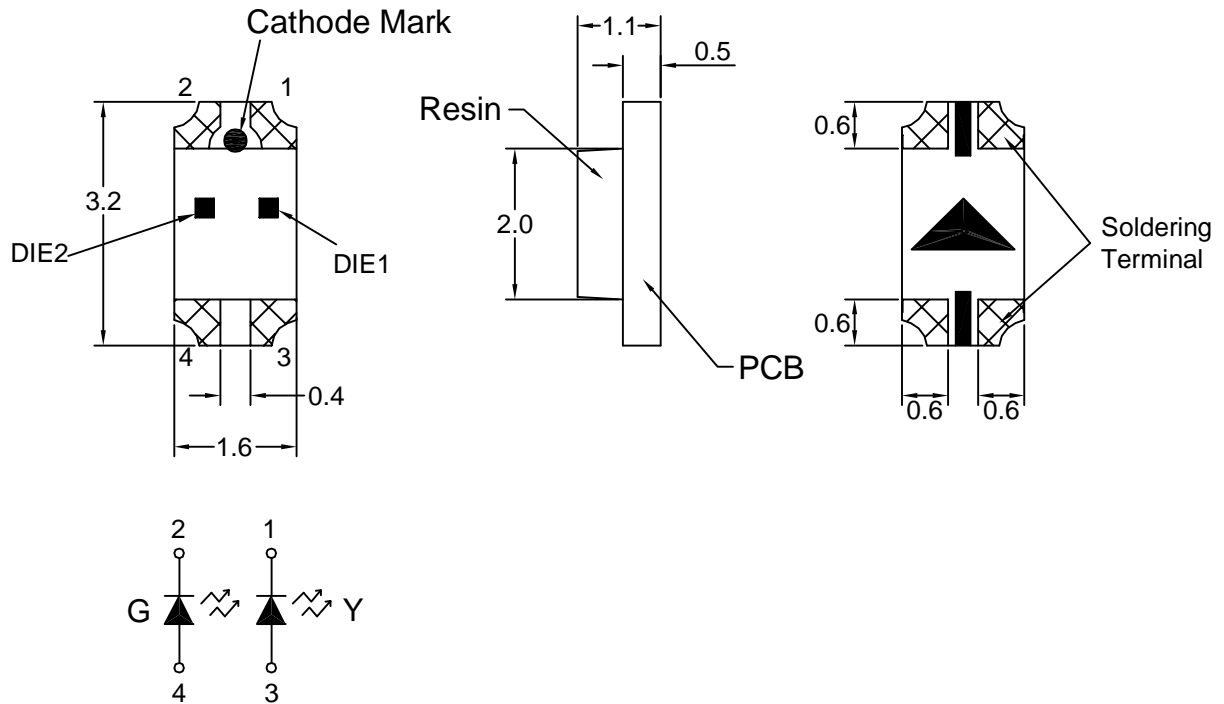 Cathode Mark
2 1
3.2
DIE2
DIE1
4 3
0.4
1.6
1.1
0.5
Resin
2.0
PCB
0.6
0.6
Soldering
Terminal
0.6 0.6
2 1
G Y
4 3